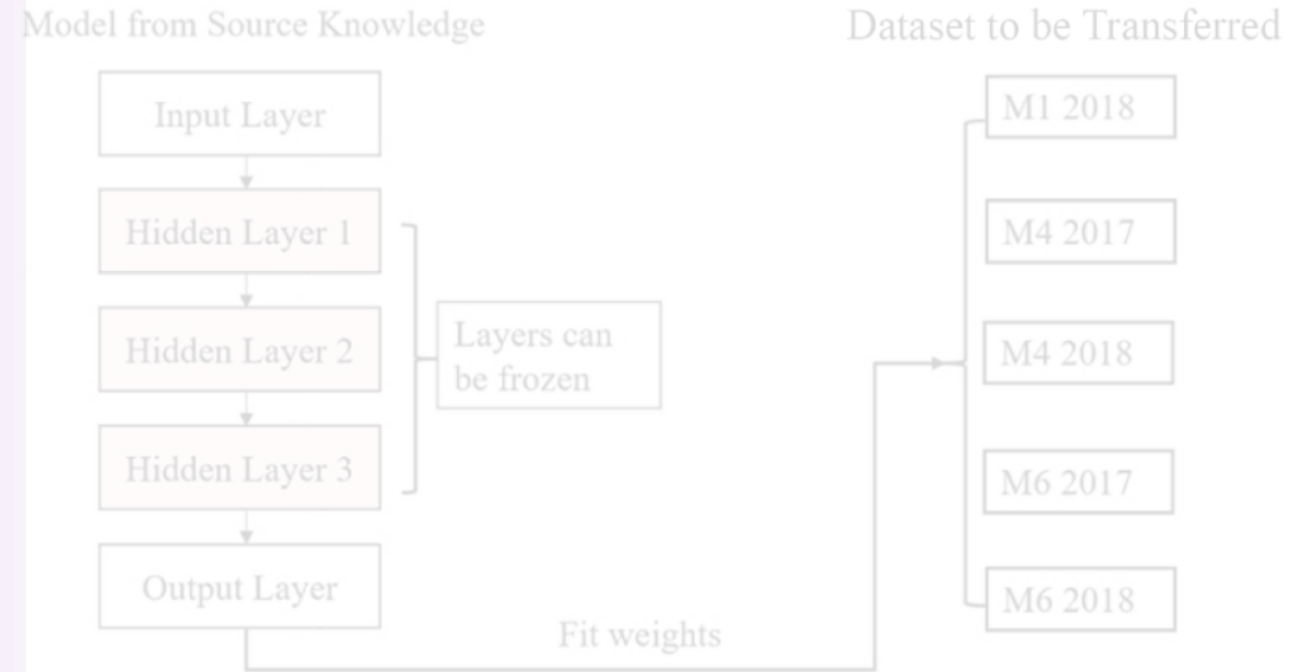 Model from Source Knowledge
Dataset to be Transferred
Input Layer
Hidden Layer 1
Hidden Layer 2
Hidden Layer 3
Output Layer
Layers can
be frozen
Fit weights
M1 2018
M4 2017
M4 2018
M6 2017
M6 2018